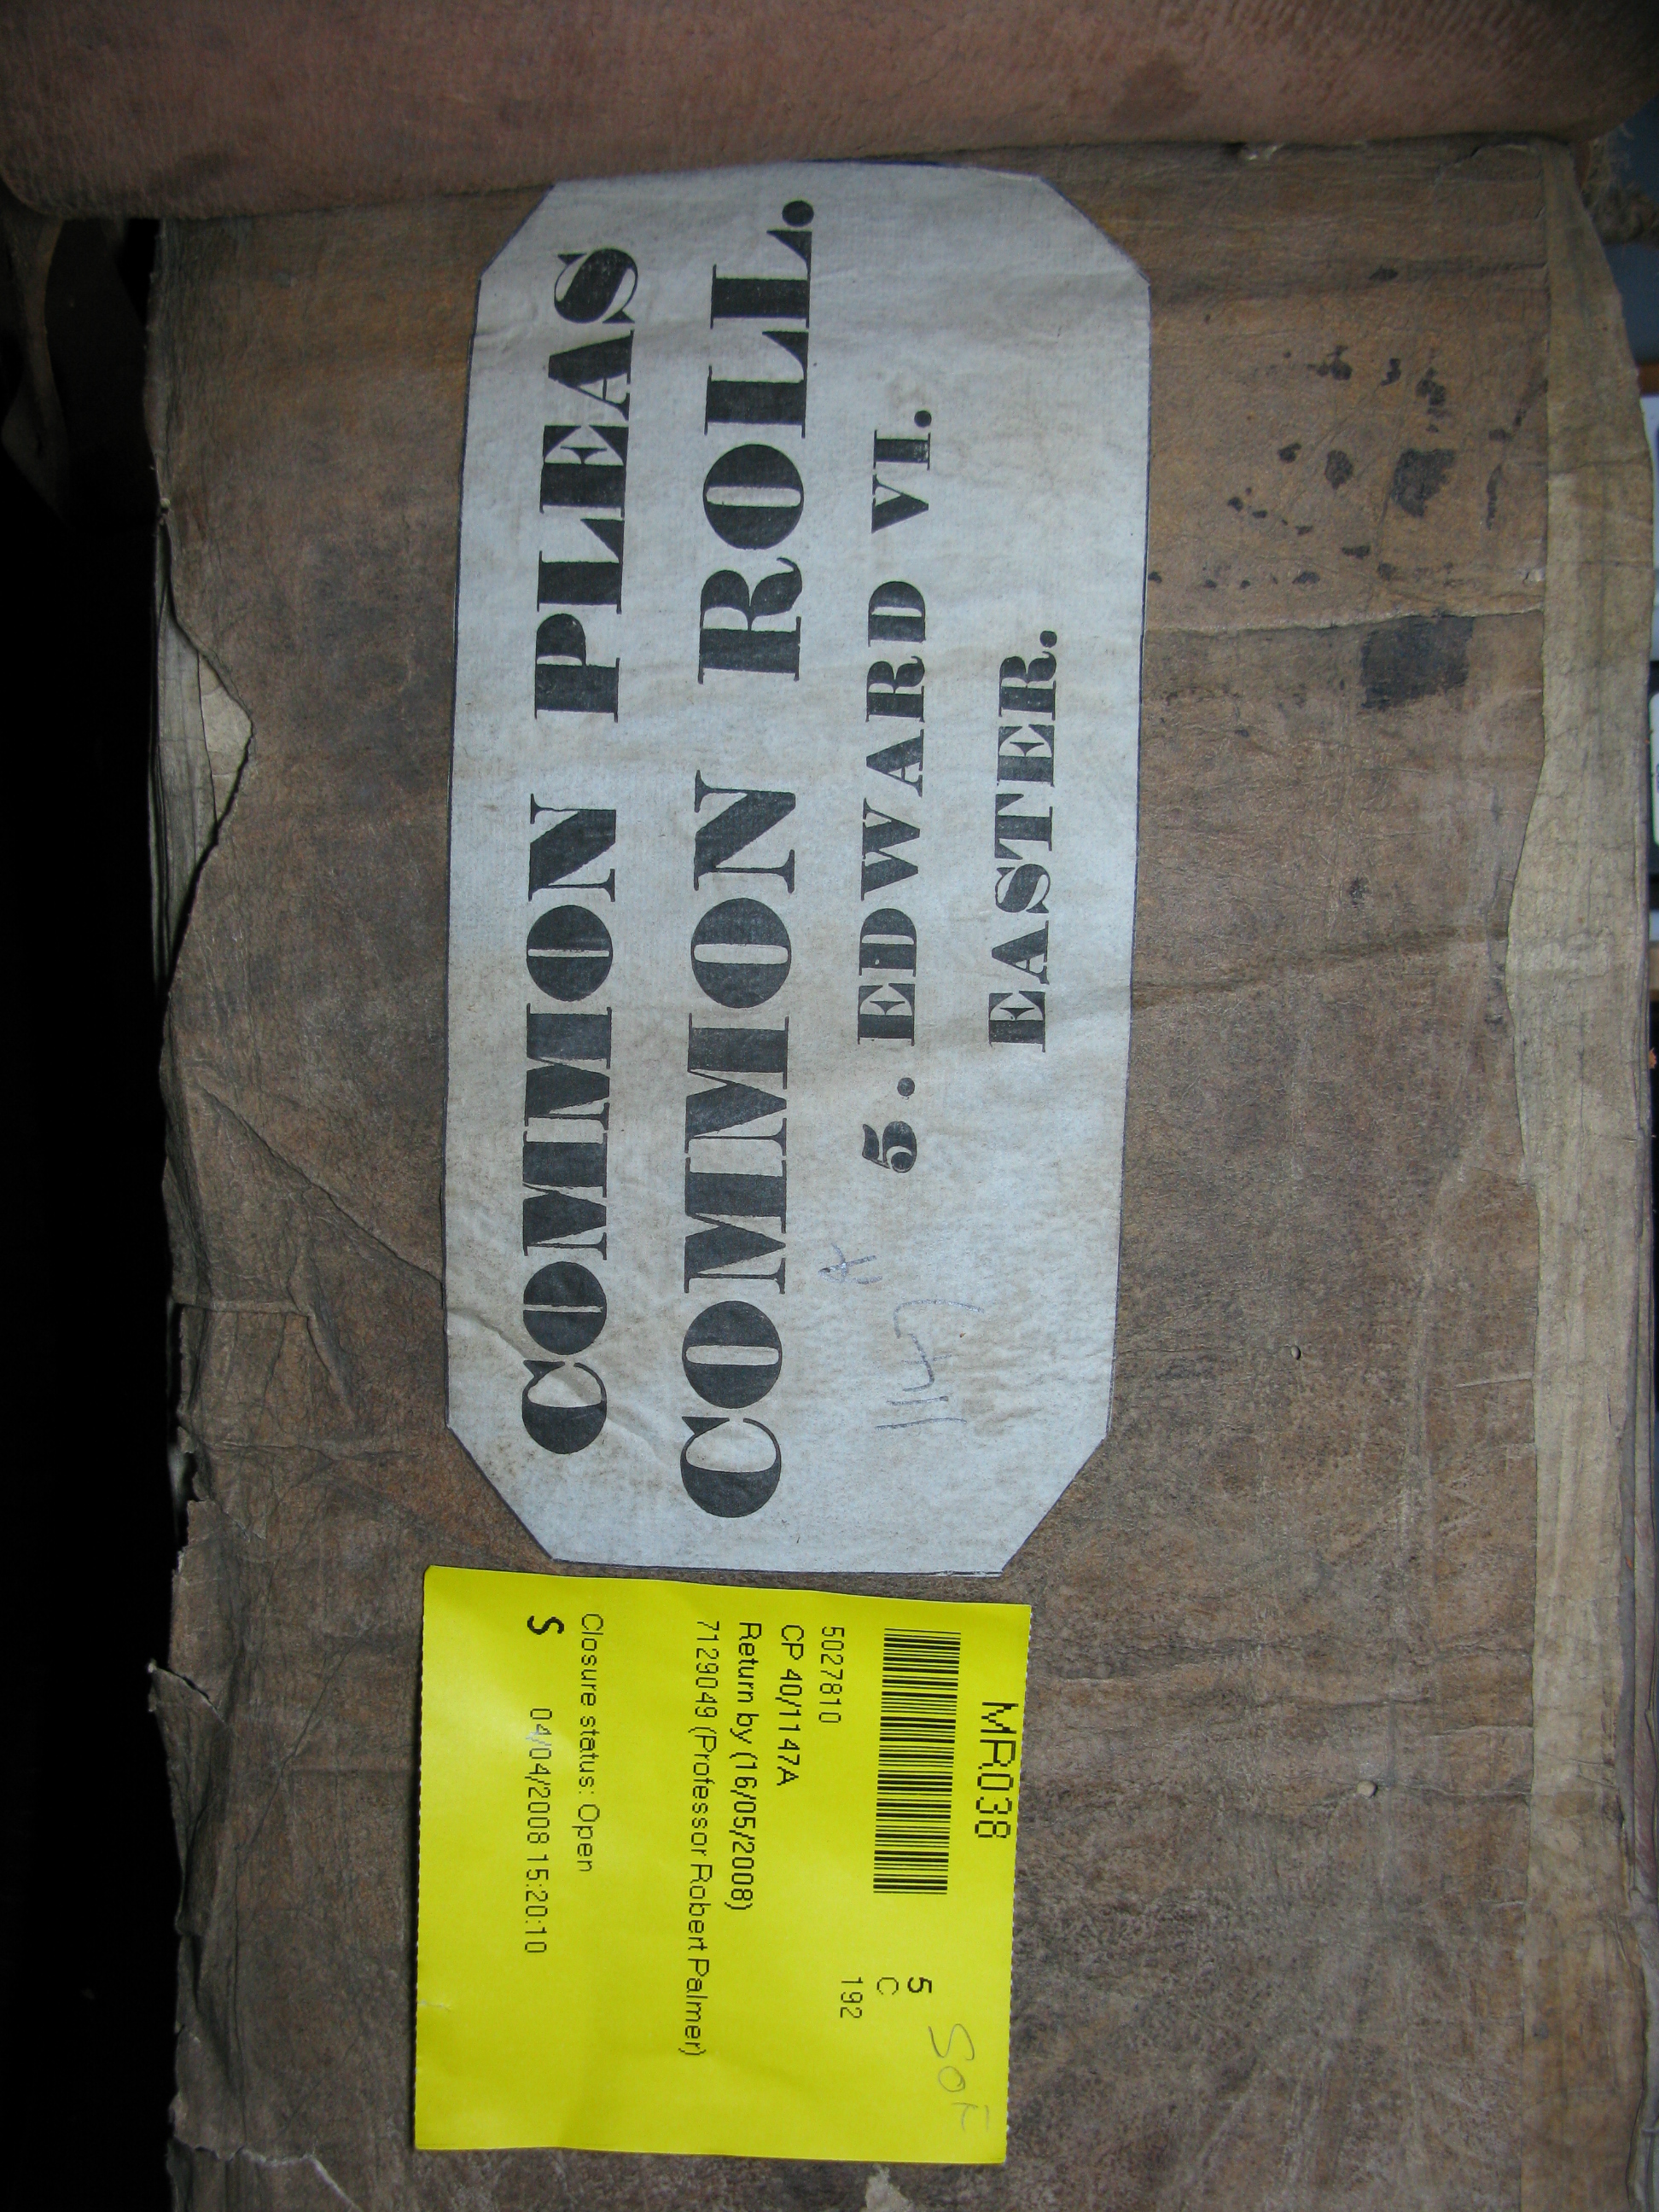 COMMON PLEAS
COMMON ROLL.
5. EDWARD VI.
EASTER.
1147
A
MR038
5
C
192
5027810
CP 40/1147A
Return by (16/05/2008)
7129049 (Professor Robert Palmer)
Closure status: Open
S 04/04/2008 15:20:10